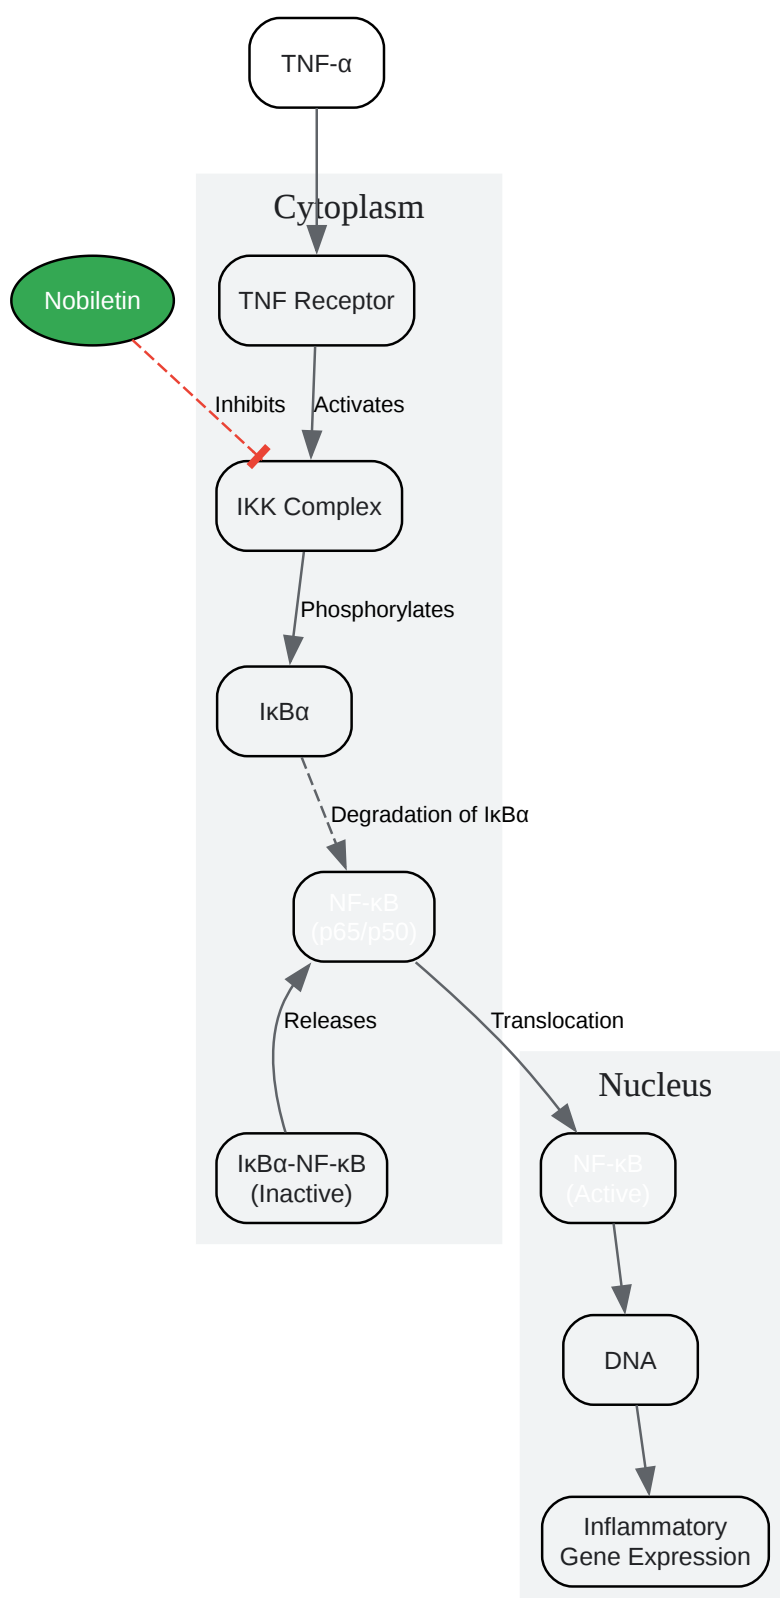 TNF-α
Cytoplasm
Nobiletin
TNF Receptor
Inhibits
Activates
IKK Complex
Phosphorylates
IκBα
Degradation of IκBα
NF-κB
(p65/p50)
Releases
Translocation
Nucleus
IκBα-NF-κB
(Inactive)
NF-κB
(Active)
DNA
Inflammatory
Gene Expression